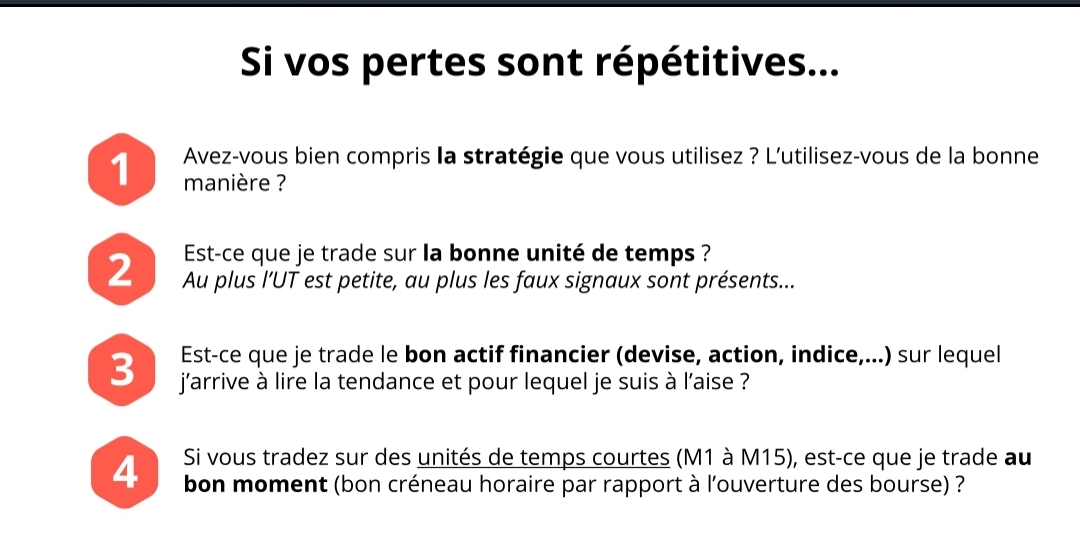 Si vos pertes sont répétitives...
1
Avez-vous bien compris la stratégie que vous utilisez ? L'utilisez-vous de la bonne
manière ?
2
Est-ce que je trade sur la bonne unité de temps ?
Au plus l'UT est petite, au plus les faux signaux sont présents...
3
Est-ce que je trade le bon actif financier (devise, action, indice,...) sur lequel
j'arrive à lire la tendance et pour lequel je suis à l'aise ?
4
Si vous tradez sur des unités de temps courtes (M1 à M15), est-ce que je trade au
bon moment (bon créneau horaire par rapport à l'ouverture des bourse) ?